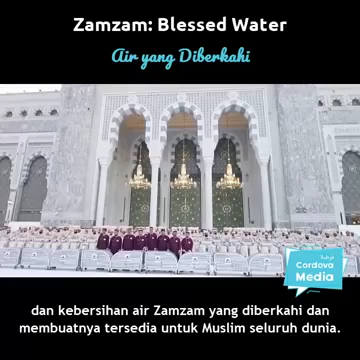 Zamzam: Blessed Water
Air yang Diberkahi
قرطبة
Cordova
Media
dan kebersihan air Zamzam yang diberkahi dan
membuatnya tersedia untuk Muslim seluruh dunia.